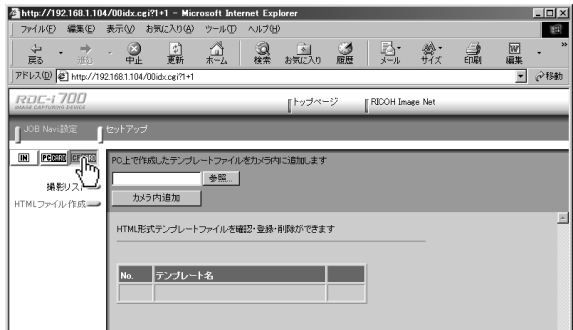 http://192.168.1.104/00idx.cgi?1+1 - Microsoft Internet Explorer
ファイル(F) 編集(E) 表示(V) お気に入り(A) ツール(T) ヘルプ(H)
戻る 進む 中止 更新 ホーム 検索 お気に入り 履歴 メール サイズ 印刷 編集 »
アドレス(D) http://192.168.1.104/00idx.cgi?1+1 移動
RDC-i700
IMAGE CAPTURING DEVICE
トップページ RICOH Image Net
JOB Navi設定 セットアップ
IN
撮影リスト
HTMLファイル作成
PC上で作成したテンプレートファイルをカメラ内に追加します
参照...
カメラ内追加
HTML形式テンプレートファイルを確認・登録・削除ができます
No. テンプレート名